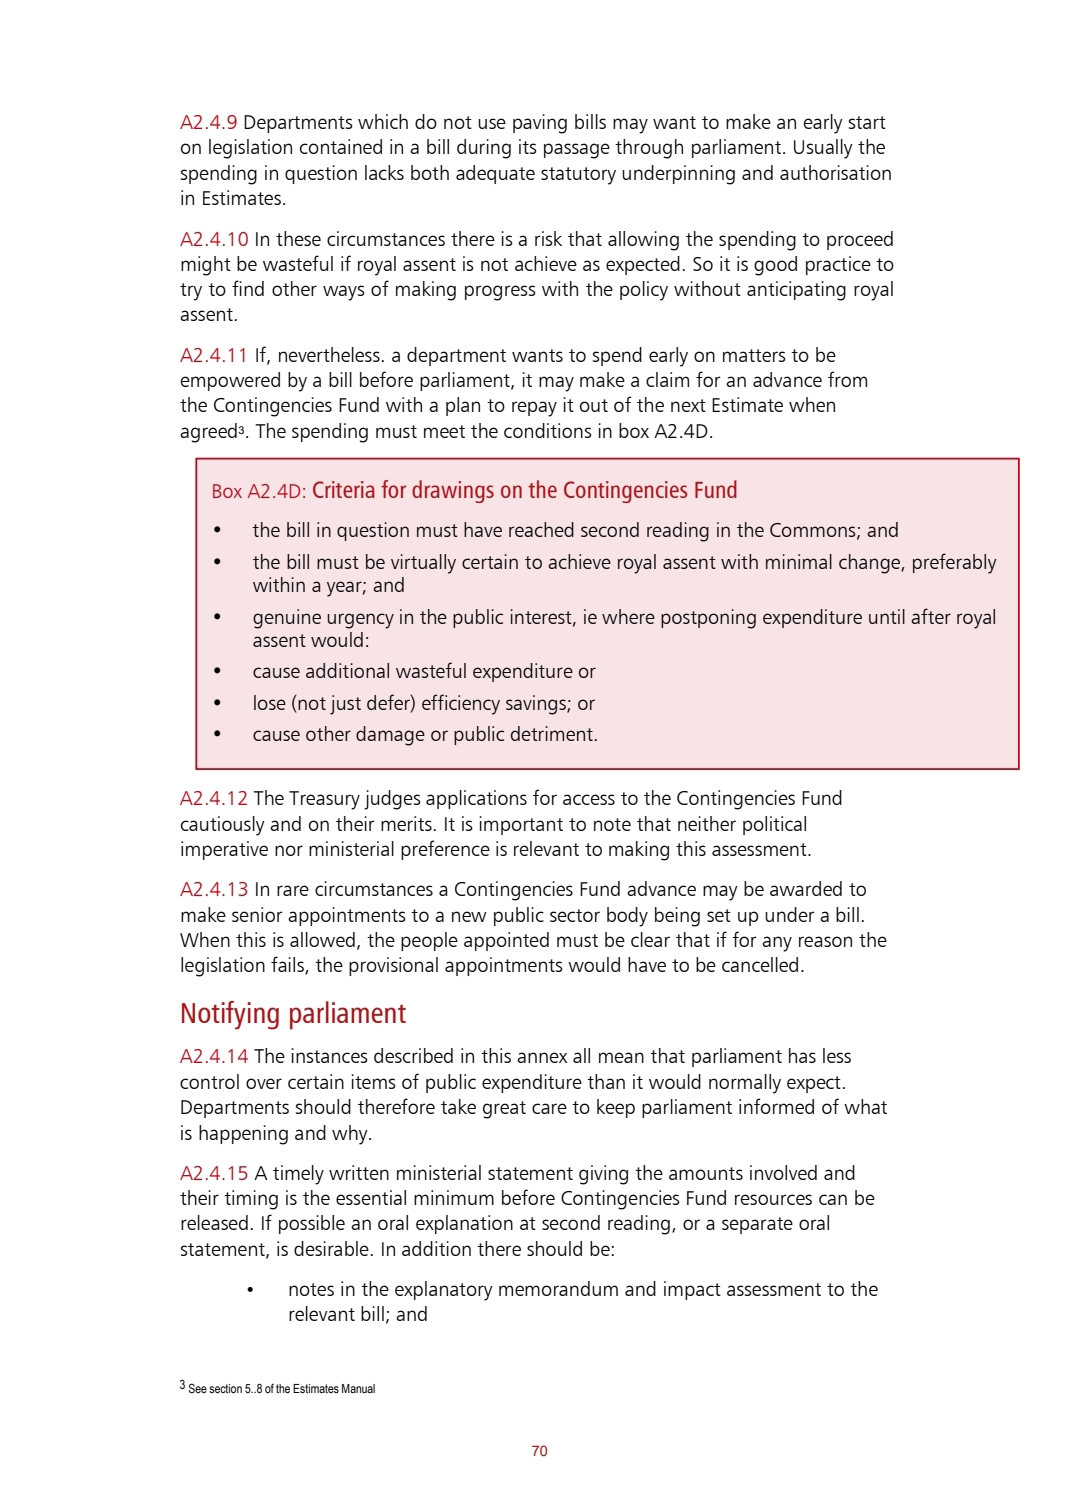 A2.4.9 Departments which do not use paving bills may want to make an early start
on legislation contained in a bill during its passage through parliament. Usually the
spending in question lacks both adequate statutory underpinning and authorisation
in Estimates.
A2.4.10 In these circumstances there is a risk that allowing the spending to proceed
might be wasteful if royal assent is not achieve as expected. So it is good practice to
try to find other ways of making progress with the policy without anticipating royal
assent.
A2.4.11 If, nevertheless. a department wants to spend early on matters to be
empowered by a bill before parliament, it may make a claim for an advance from
the Contingencies Fund with a plan to repay it out of the next Estimate when
agreed³. The spending must meet the conditions in box A2.4D.
Box A2.4D: Criteria for drawings on the Contingencies Fund
• the bill in question must have reached second reading in the Commons; and
• the bill must be virtually certain to achieve royal assent with minimal change, preferably
within a year; and
• genuine urgency in the public interest, ie where postponing expenditure until after royal
assent would:
• cause additional wasteful expenditure or
• lose (not just defer) efficiency savings; or
• cause other damage or public detriment.
A2.4.12 The Treasury judges applications for access to the Contingencies Fund
cautiously and on their merits. It is important to note that neither political
imperative nor ministerial preference is relevant to making this assessment.
A2.4.13 In rare circumstances a Contingencies Fund advance may be awarded to
make senior appointments to a new public sector body being set up under a bill.
When this is allowed, the people appointed must be clear that if for any reason the
legislation fails, the provisional appointments would have to be cancelled.
Notifying parliament
A2.4.14 The instances described in this annex all mean that parliament has less
control over certain items of public expenditure than it would normally expect.
Departments should therefore take great care to keep parliament informed of what
is happening and why.
A2.4.15 A timely written ministerial statement giving the amounts involved and
their timing is the essential minimum before Contingencies Fund resources can be
released. If possible an oral explanation at second reading, or a separate oral
statement, is desirable. In addition there should be:
• notes in the explanatory memorandum and impact assessment to the
relevant bill; and
³ See section 5..8 of the Estimates Manual
70